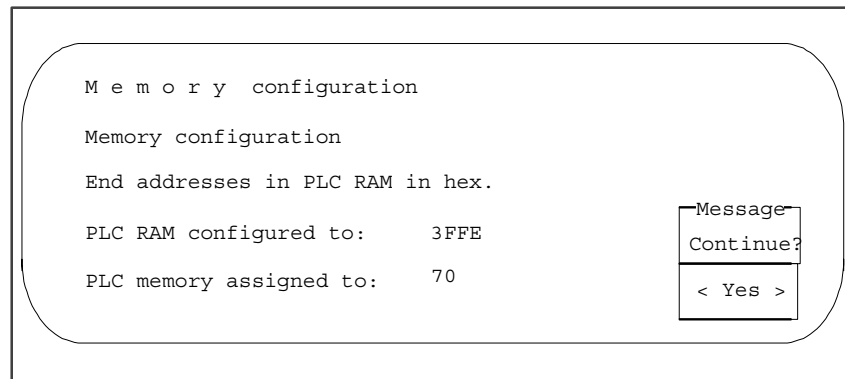 M e m o r y  configuration
Memory configuration
End addresses in PLC RAM in hex.
PLC RAM configured to: 3FFE
PLC memory assigned to: 70
Message
Continue?
< Yes >